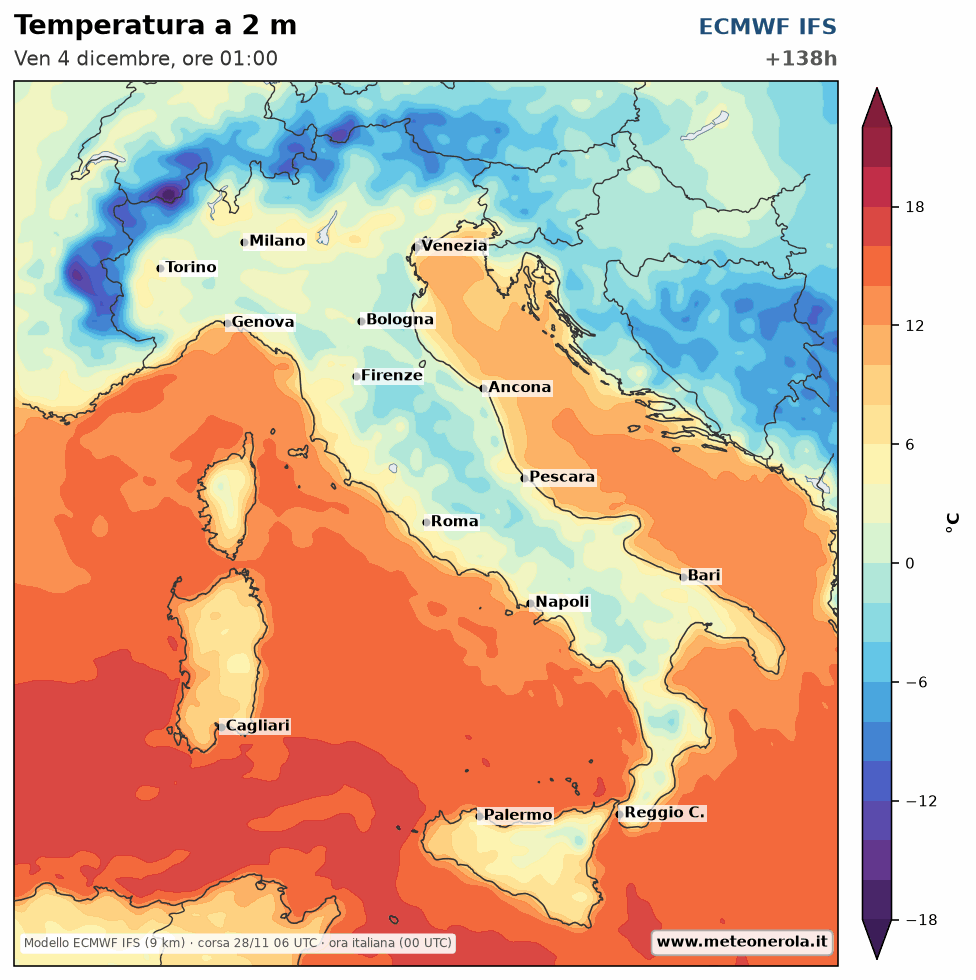 Temperatura a 2 m
ECMWF IFS
Ven 4 dicembre, ore 01:00
+138h
Milano
Venezia
Torino
Genova
Bologna
Firenze
Ancona
Pescara
Roma
Bari
Napoli
Cagliari
Palermo
Reggio C.
18
12
6
0
−6
−12
−18
°C
Modello ECMWF IFS (9 km) · corsa 28/11 06 UTC · ora italiana (00 UTC)
www.meteonerola.it